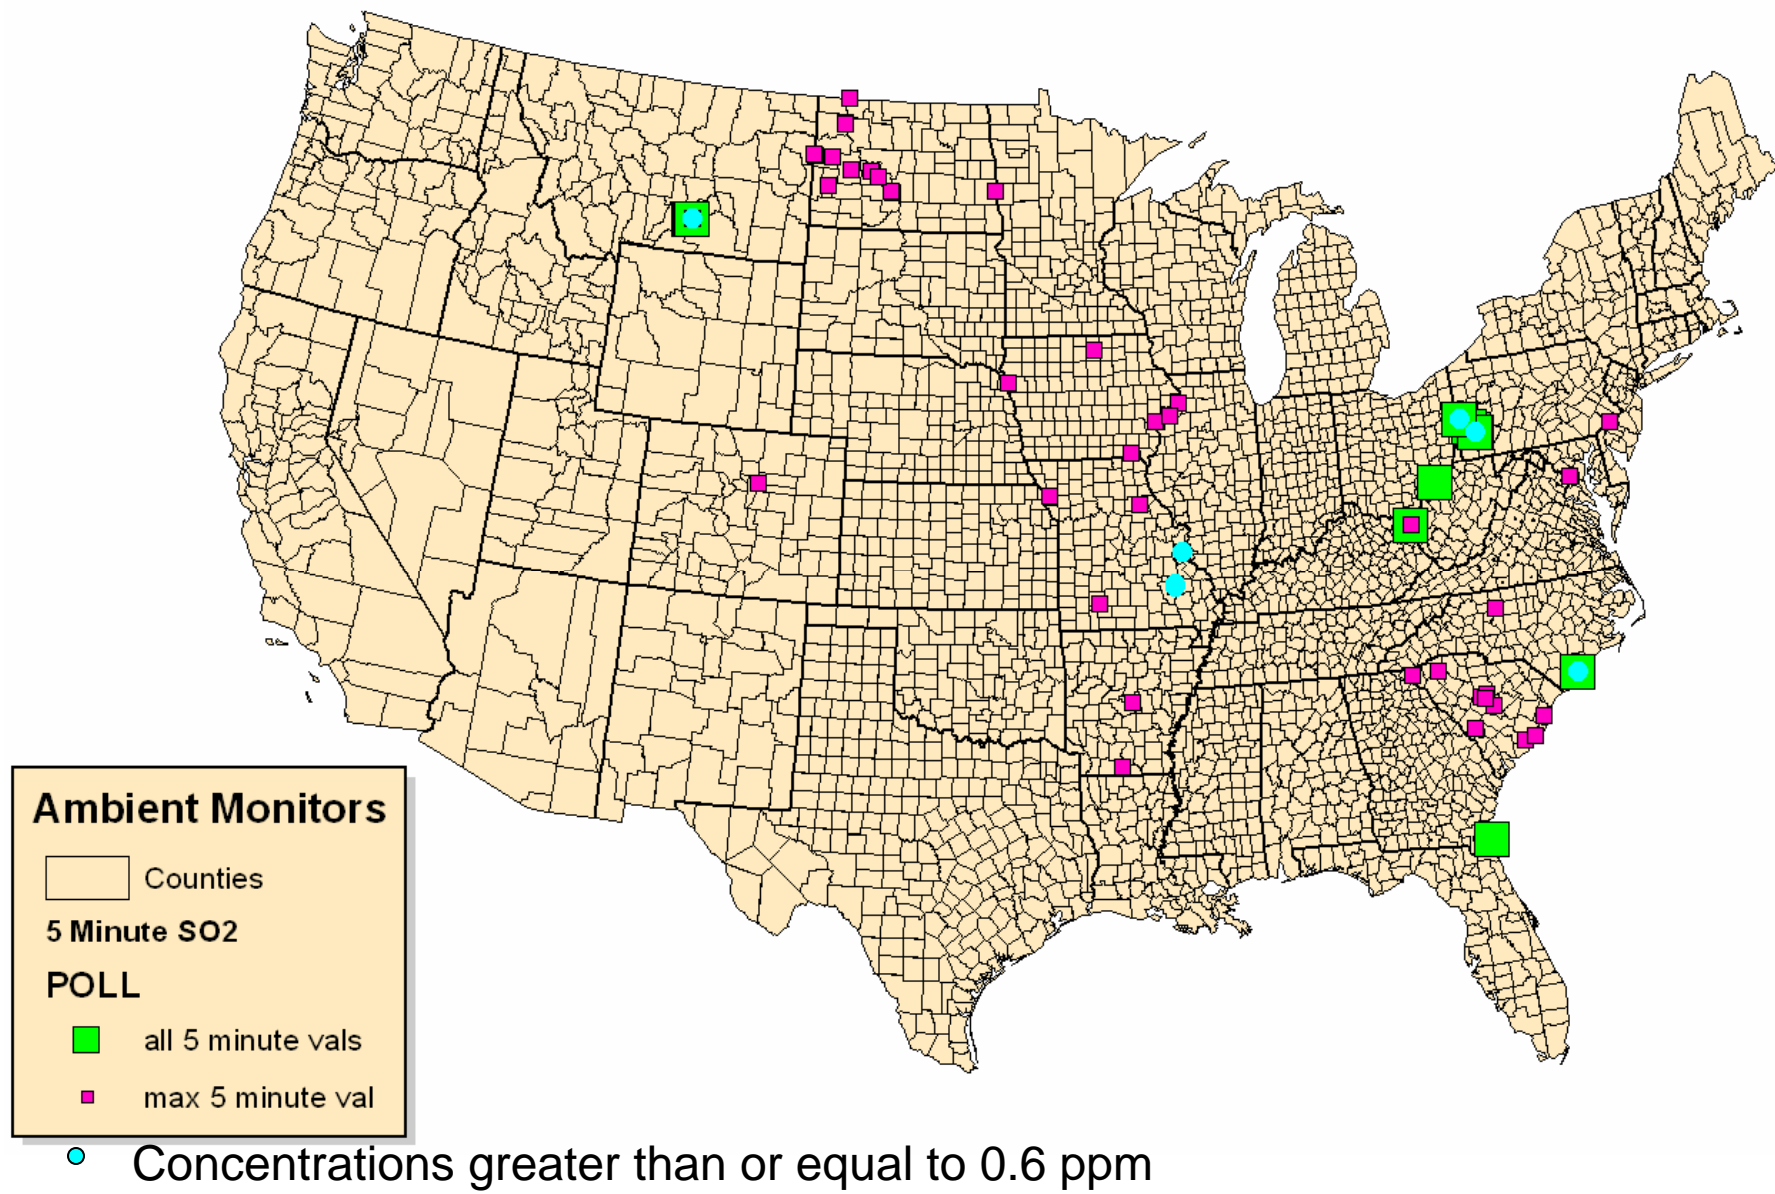 Ambient Monitors
Counties
5 Minute SO2
POLL
all 5 minute vals
max 5 minute val
Concentrations greater than or equal to 0.6 ppm